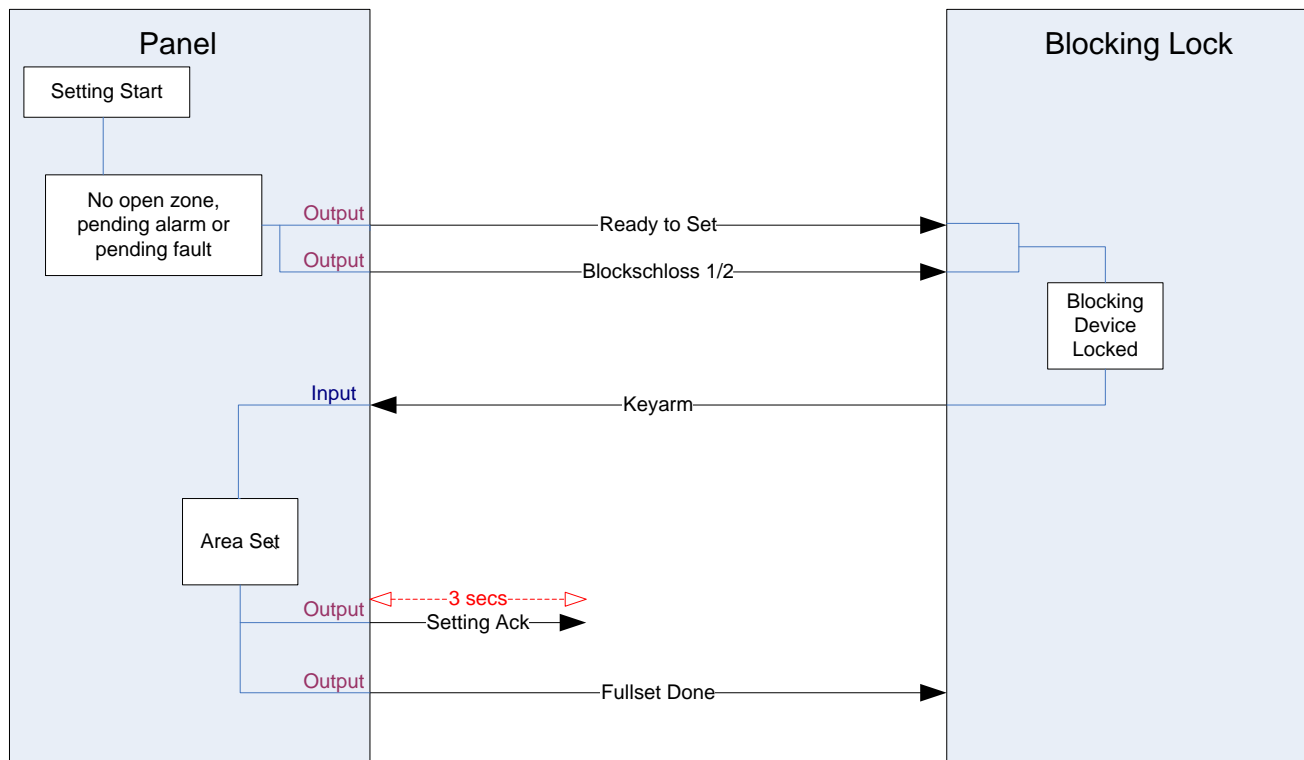 Panel
Blocking Lock
Setting Start
No open zone,
pending alarm or
pending fault
Output
Ready to Set
Output
Blockschloss 1/2
Blocking
Device
Locked
Input
Keyarm
Area Set
3 secs
Output
Setting Ack
Output
Fullset Done